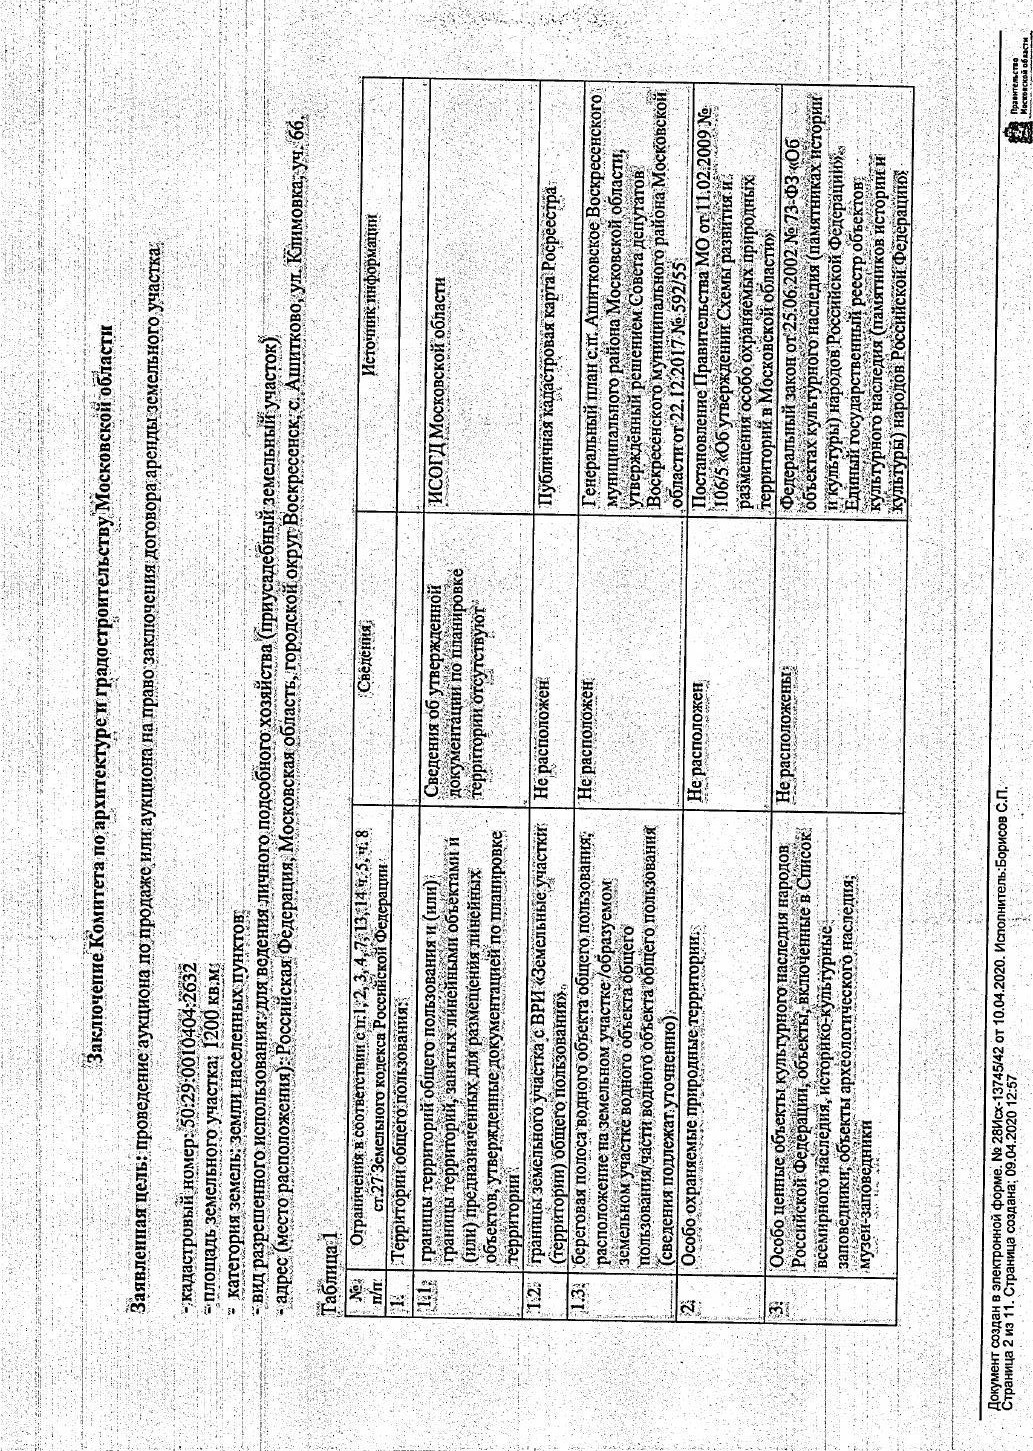 Заключение Комитета по архитектуре и градостроительству Московской области
Заявленная цель: проведение аукциона по продаже или аукциона на право заключения договора аренды земельного участка
- кадастровый номер: 50:29:0010404:2632
- площадь земельного участка: 1200 кв.м
- категория земель: земли населенных пунктов
- вид разрешенного использования: для ведения личного подсобного хозяйства (приусадебный земельный участок)
- адрес (место расположения): Российская Федерация, Московская область, городской округ Воскресенск, с. Ашитково, ул. Климовка, уч. 66.
Таблица 1
№ п/п
Ограничения в соответствии с п.1, 2, 3, 4, 7, 13, 14 ч. 5, ч. 8
ст.27 Земельного кодекса Российской Федерации
Сведения
Источник информации
1.
Территории общего пользования:
1.1.
границы территорий общего пользования и (или)
границы территорий, занятых линейными объектами и
(или) предназначенных для размещения линейных
объектов, утвержденные документацией по планировке
территории
Сведения об утвержденной
документации по планировке
территории отсутствуют
ИСОГД Московской области
1.2.
границы земельного участка с ВРИ «Земельные участки
(территории) общего пользования»
Не расположен
Публичная кадастровая карта Росреестра
1.3.
береговая полоса водного объекта общего пользования;
расположение на земельном участке/образуемом
земельном участке водного объекта общего
пользования/части водного объекта общего пользования
(сведения подлежат уточнению)
Не расположен
Генеральный план с.п. Ашитковское Воскресенского
муниципального района Московской области,
утвержденный решением Совета депутатов
Воскресенского муниципального района Московской
области от 22.12.2017 № 592/55
2.
Особо охраняемые природные территории
Не расположен
Постановление Правительства МО от 11.02.2009 №
106/5 «Об утверждении Схемы развития и
размещения особо охраняемых природных
территорий в Московской области»
3.
Особо ценные объекты культурного наследия народов
Российской Федерации, объекты, включенные в Список
всемирного наследия, историко-культурные
заповедники, объекты археологического наследия,
музеи-заповедники
Не расположены
Федеральный закон от 25.06.2002 № 73-ФЗ «Об
объектах культурного наследия (памятниках истории
и культуры) народов Российской Федерации»,
Единый государственный реестр объектов
культурного наследия (памятников истории и
культуры) народов Российской Федерации»
Документ создан в электронной форме. № 28Исх-13745/42 от 10.04.2020. Исполнитель:Борисов С.П.
Страница 2 из 11. Страница создана: 09.04.2020 12:57
Правительство
Московской области